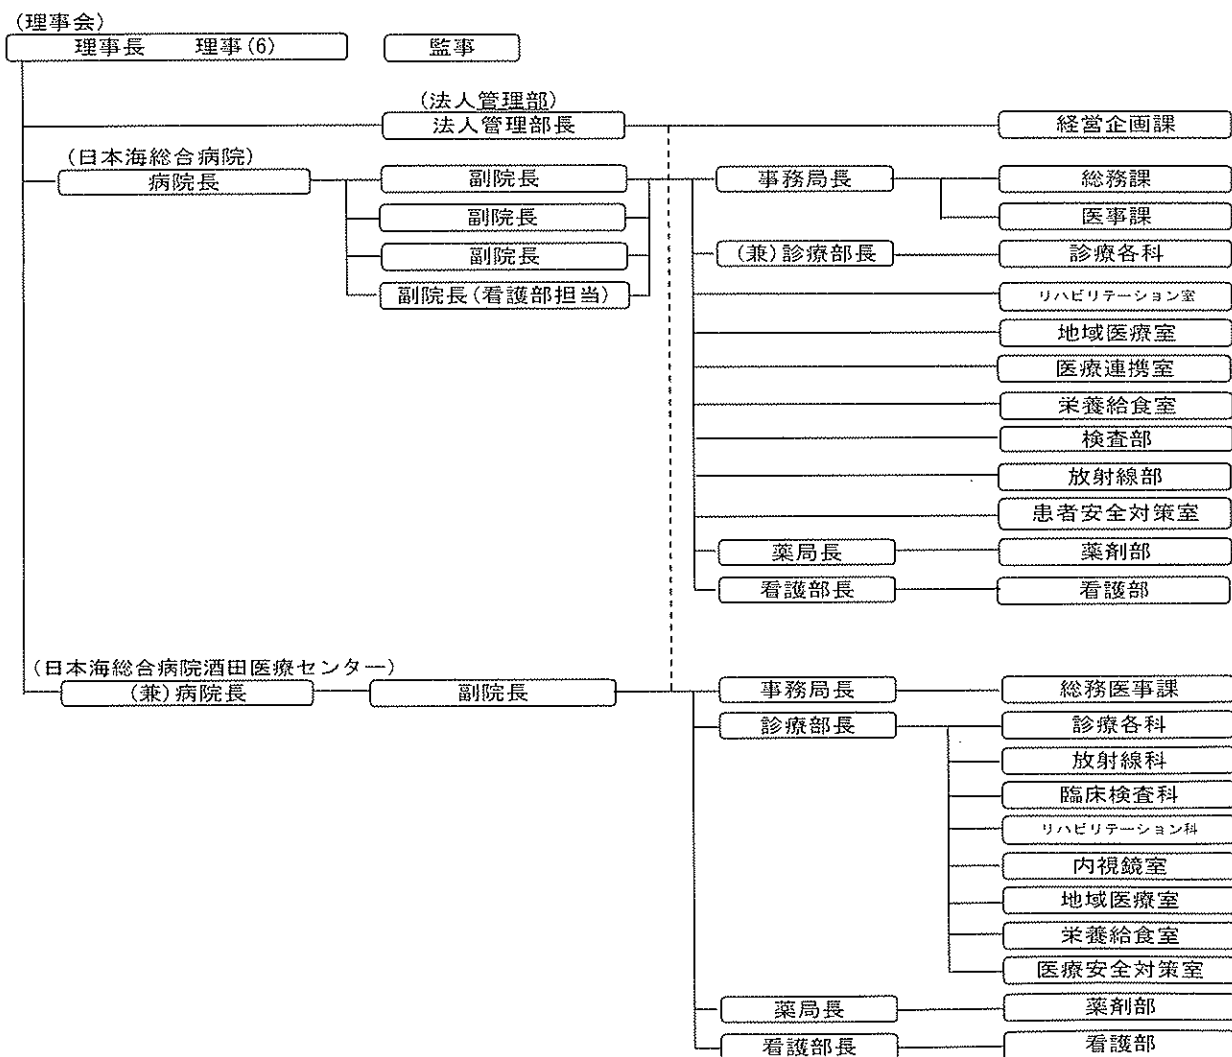 (理事会)
理事長 理事(6) 監事
(法人管理部)
法人管理部長 経営企画課
(日本海総合病院)
病院長 副院長 事務局長 総務課
副院長 医事課
副院長 (兼)診療部長 診療各科
副院長(看護部担当) リハビリテーション室
地域医療室
医療連携室
栄養給食室
検査部
放射線部
患者安全対策室
薬局長 薬剤部
看護部長 看護部
(日本海総合病院酒田医療センター)
(兼)病院長 副院長 事務局長 総務医事課
診療部長 診療各科
放射線科
臨床検査科
リハビリテーション科
内視鏡室
地域医療室
栄養給食室
医療安全対策室
薬局長 薬剤部
看護部長 看護部